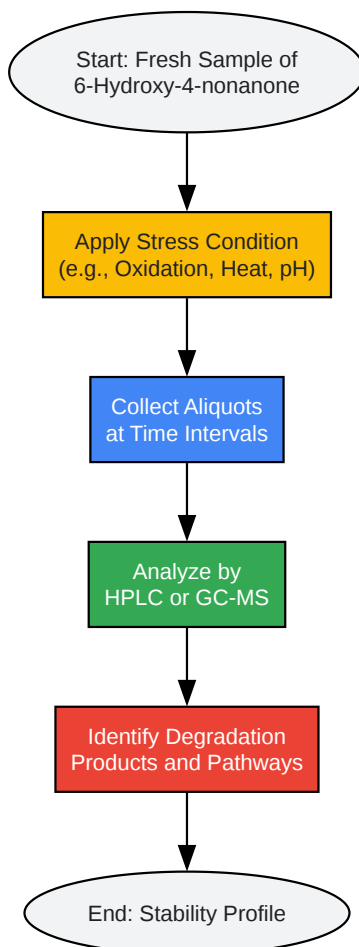 Start: Fresh Sample of
6-Hydroxy-4-nonanone
Apply Stress Condition
(e.g., Oxidation, Heat, pH)
Collect Aliquots
at Time Intervals
Analyze by
HPLC or GC-MS
Identify Degradation
Products and Pathways
End: Stability Profile